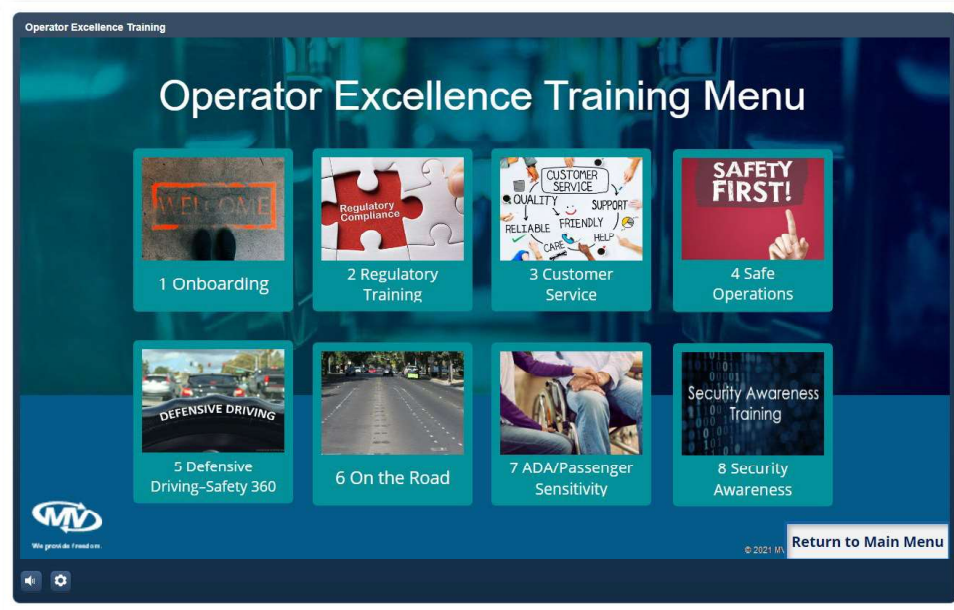 Operator Excellence Training
Operator Excellence Training Menu
WELCOME
1 Onboarding
Regulatory
Compliance
2 Regulatory
Training
CUSTOMER
SERVICE
QUALITY
SUPPORT
RELIABLE
FRIENDLY
CARE
HELP
3 Customer
Service
SAFETY
FIRST!
4 Safe
Operations
DEFENSIVE DRIVING
5 Defensive
Driving–Safety 360
6 On the Road
7 ADA/Passenger
Sensitivity
Security Awareness
Training
8 Security
Awareness
MV
We provide freedom.
© 2021 MV
Return to Main Menu